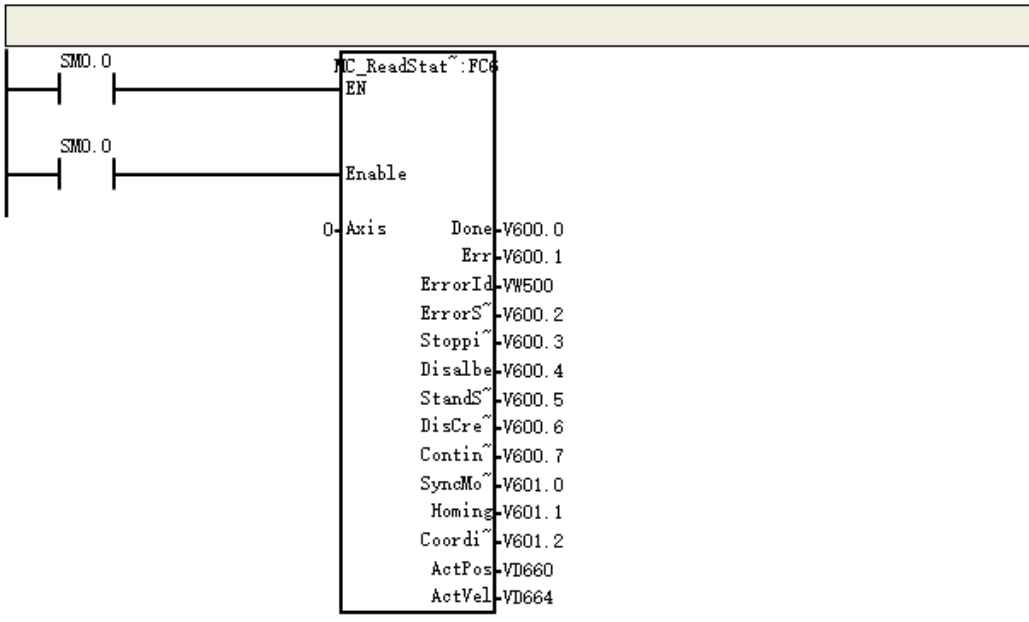 SM0.0
MC_ReadStat~:FC6
EN
SM0.0
Enable
0 Axis Done V600.0
Err V600.1
ErrorId VW500
ErrorS~ V600.2
Stoppi~ V600.3
Disalbe V600.4
StandS~ V600.5
DisCre~ V600.6
Contin~ V600.7
SyncMo~ V601.0
Homing V601.1
Coordi~ V601.2
ActPos VD660
ActVel VD664